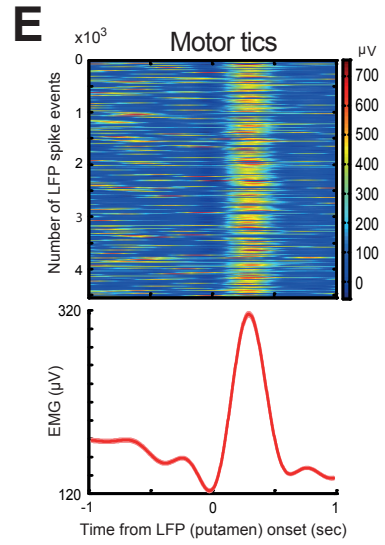 E
x10³
Motor tics
μV
Number of LFP spike events
0
1
2
3
4
700
600
500
400
300
200
100
0
EMG (μV)
320
120
-1
0
1
Time from LFP (putamen) onset (sec)